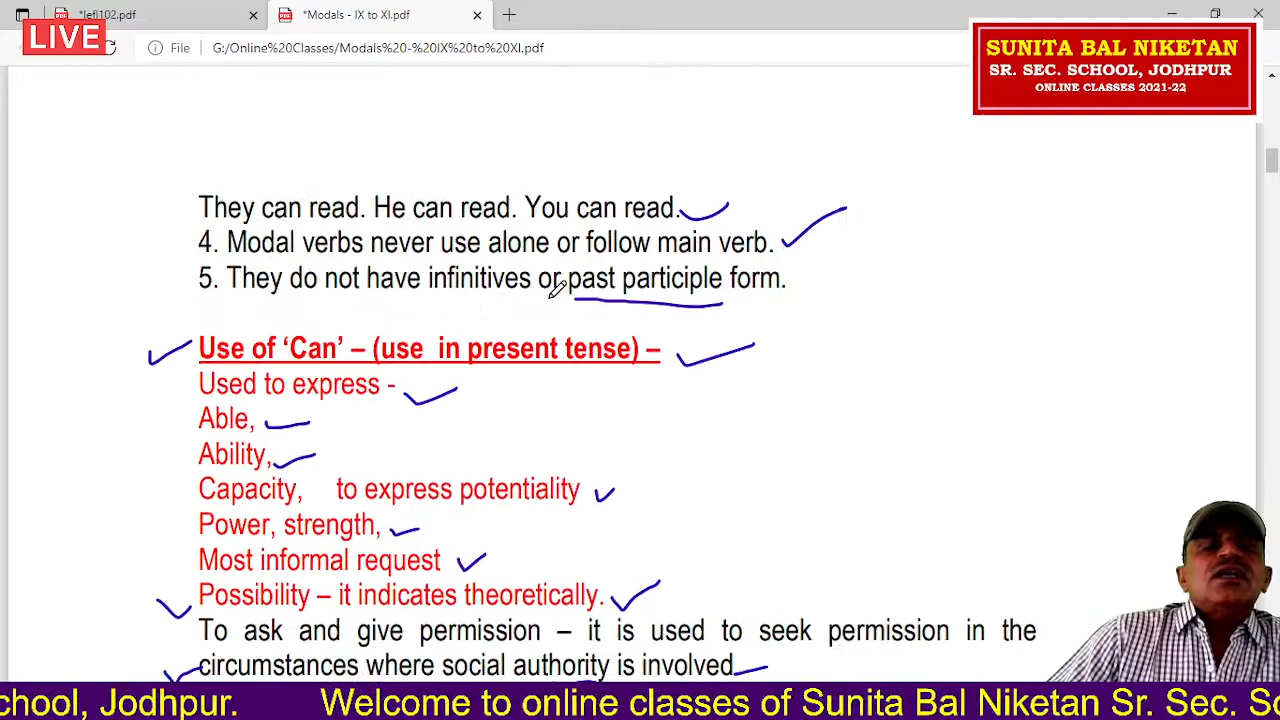 *lefl102.pdf
*Modals - IX to XI.pdf
LIVE
File G:/Online%20Classes/Modals%20-%20IX%20to%20XI.pdf
SUNITA BAL NIKETAN
SR. SEC. SCHOOL, JODHPUR
ONLINE CLASSES 2021-22
They can read. He can read. You can read.
4. Modal verbs never use alone or follow main verb.
5. They do not have infinitives or past participle form.
Use of ‘Can’ – (use in present tense) –
Used to express -
Able,
Ability,
Capacity, to express potentiality
Power, strength,
Most informal request
Possibility – it indicates theoretically.
To ask and give permission – it is used to seek permission in the
circumstances where social authority is involved
chool, Jodhpur. Welcome to online classes of Sunita Bal Niketan Sr. Sec. Sc